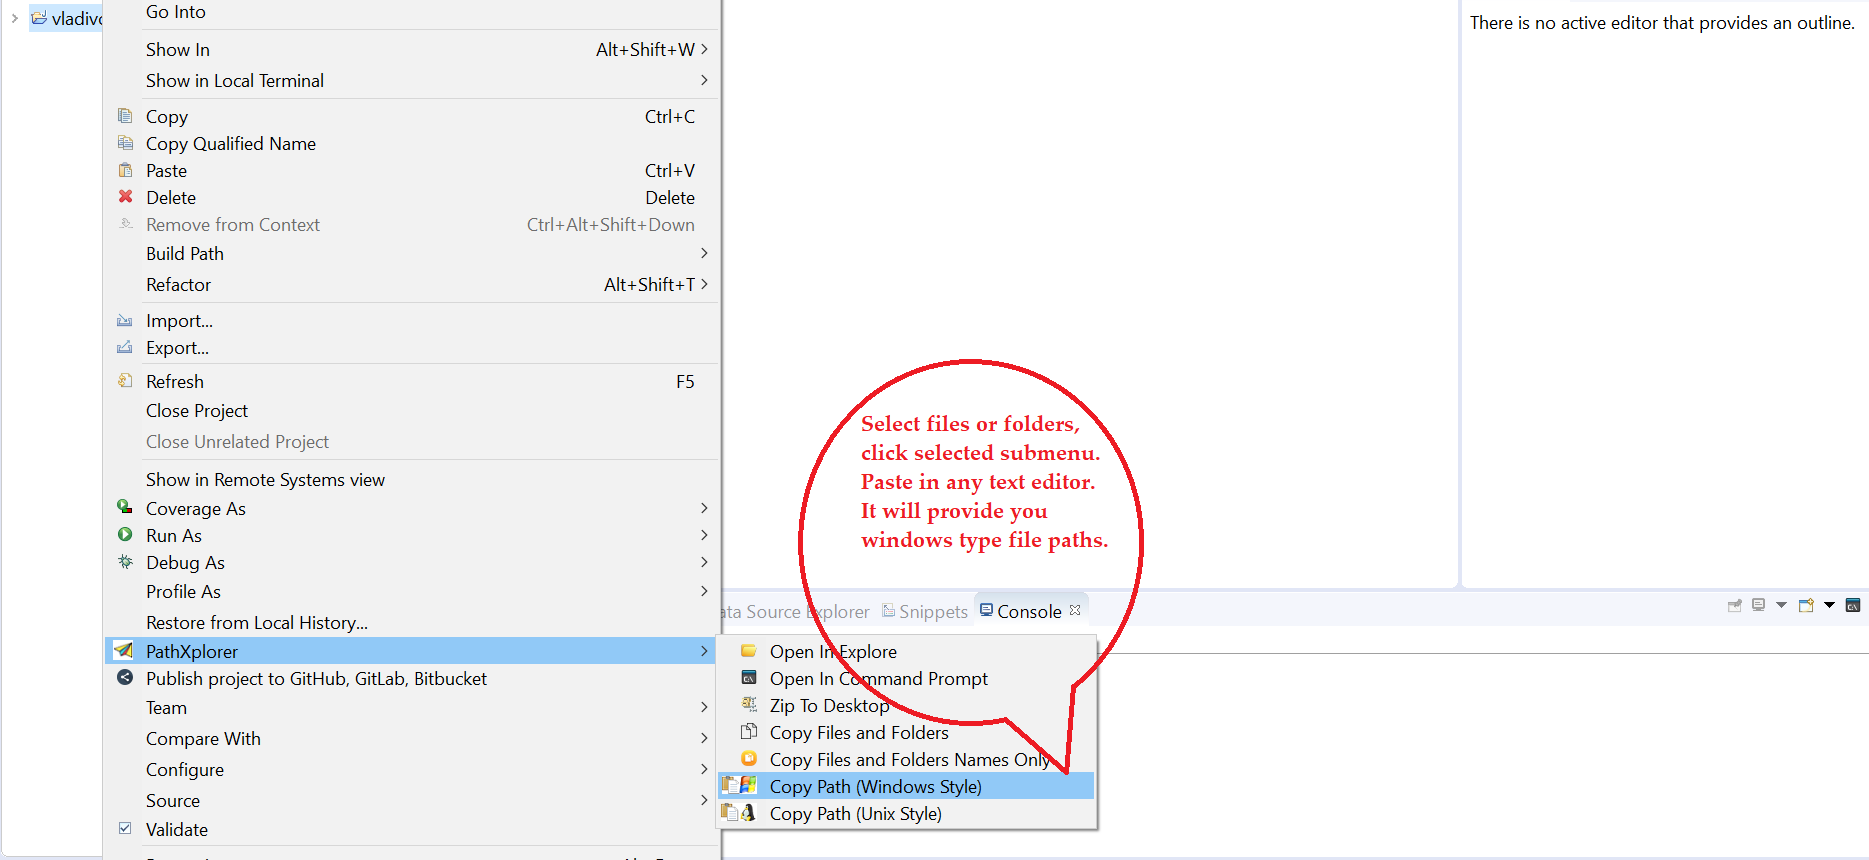 vladivo
Go Into
Show In Alt+Shift+W
Show in Local Terminal
Copy Ctrl+C
Copy Qualified Name
Paste Ctrl+V
Delete Delete
Remove from Context Ctrl+Alt+Shift+Down
Build Path
Refactor Alt+Shift+T
Import...
Export...
Refresh F5
Close Project
Close Unrelated Project
Show in Remote Systems view
Coverage As
Run As
Debug As
Profile As
Restore from Local History...
PathXplorer
Publish project to GitHub, GitLab, Bitbucket
Team
Compare With
Configure
Source
Validate
There is no active editor that provides an outline.
Select files or folders,
click selected submenu.
Paste in any text editor.
It will provide you
windows type file paths.
ata Source Explorer Snippets Console
Open In Explore
Open In Command Prompt
Zip To Desktop
Copy Files and Folders
Copy Files and Folders Names Only
Copy Path (Windows Style)
Copy Path (Unix Style)